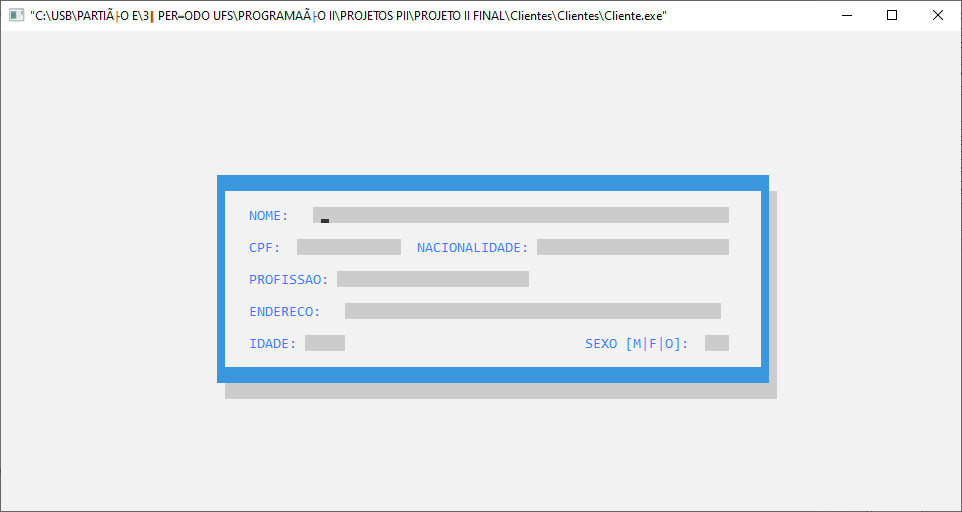 "C:\USB\PARTIÃ├O E\3‖ PER=ODO UFS\PROGRAMAÃ├O II\PROJETOS PII\PROJETO II FINAL\Clientes\Clientes\Cliente.exe"
NOME:
CPF: NACIONALIDADE:
PROFISSAO:
ENDERECO:
IDADE: SEXO [M|F|O]: